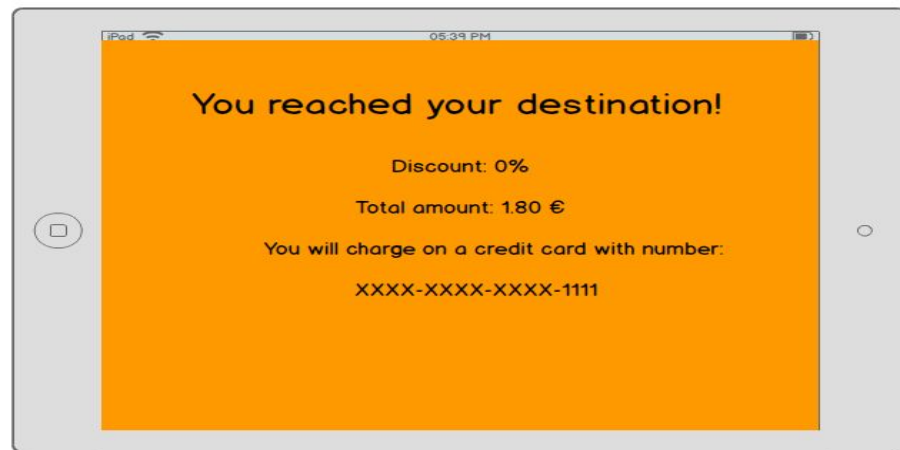 iPad 05:39 PM
You reached your destination!
Discount: 0%
Total amount: 1.80 €
You will charge on a credit card with number:
XXXX-XXXX-XXXX-1111